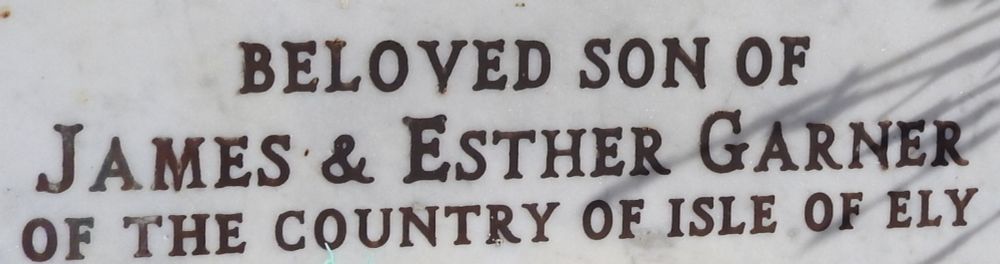 BELOVED SON OF
JAMES & ESTHER GARNER
OF THE COUNTRY OF ISLE OF ELY